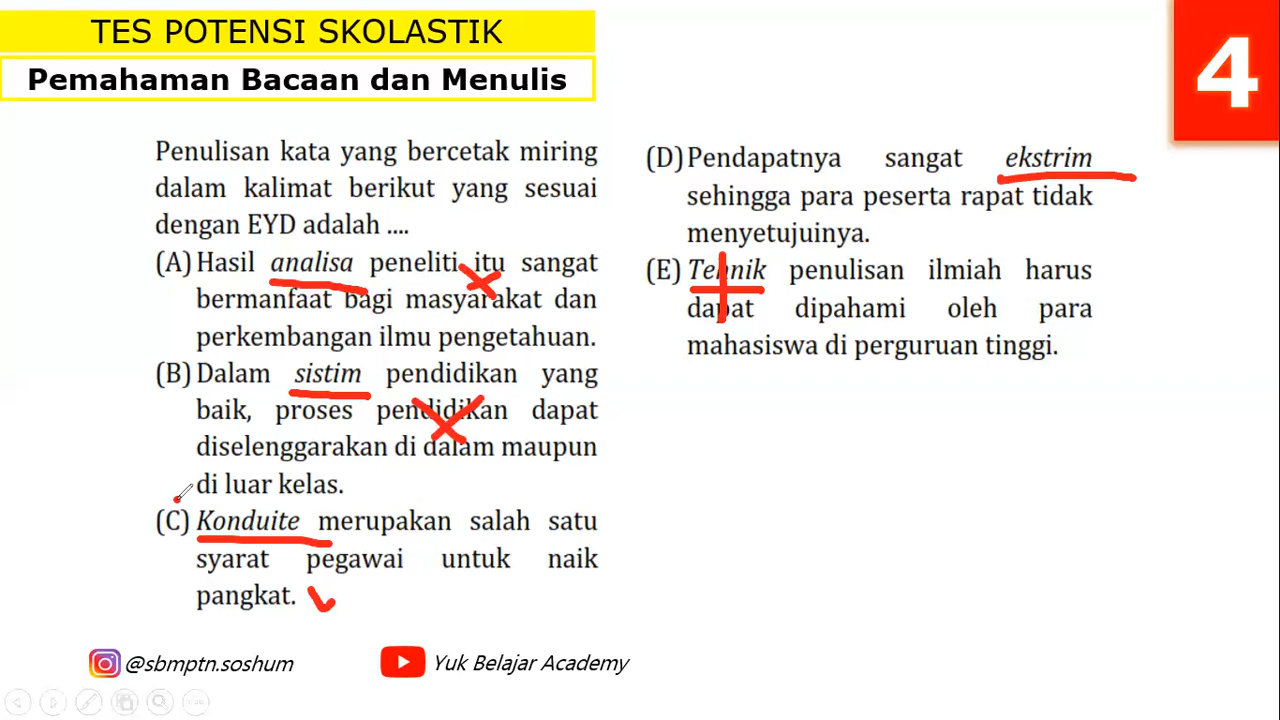 TES POTENSI SKOLASTIK
Pemahaman Bacaan dan Menulis
4
Penulisan kata yang bercetak miring
dalam kalimat berikut yang sesuai
dengan EYD adalah ....
(A) Hasil analisa peneliti itu sangat
bermanfaat bagi masyarakat dan
perkembangan ilmu pengetahuan.
(B) Dalam sistim pendidikan yang
baik, proses pendidikan dapat
diselenggarakan di dalam maupun
di luar kelas.
(C) Konduite merupakan salah satu
syarat pegawai untuk naik
pangkat.
(D) Pendapatnya sangat ekstrim
sehingga para peserta rapat tidak
menyetujuinya.
(E) Tehnik penulisan ilmiah harus
dapat dipahami oleh para
mahasiswa di perguruan tinggi.
@sbmptn.soshum
Yuk Belajar Academy